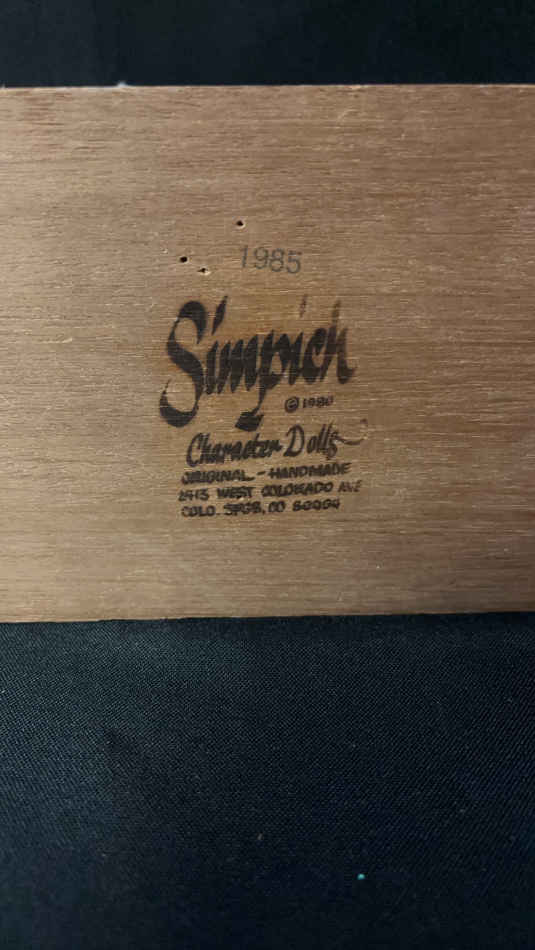 1985
Simpich
© 1980
Character Dolls
ORIGINAL - HANDMADE
2413 WEST COLORADO AVE
COLO. SPGS, CO 80904